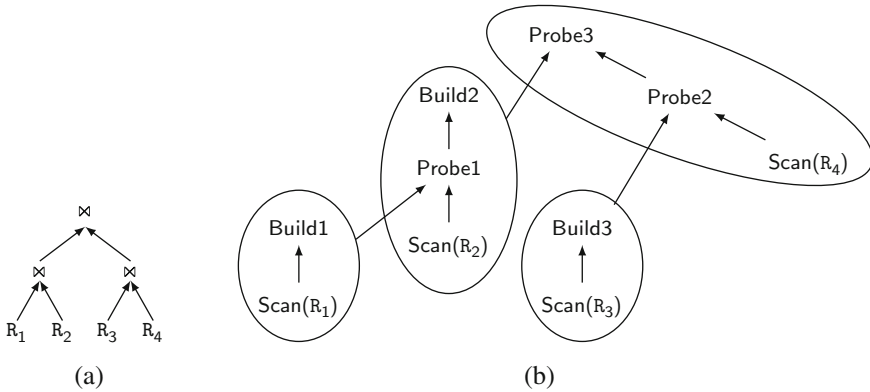 Probe3
Build2
Probe2
Probe1
Scan(R4)
⋈
Build1
Scan(R2)
Build3
⋈ ⋈
Scan(R1)
Scan(R3)
R1 R2 R3 R4
(a)
(b)